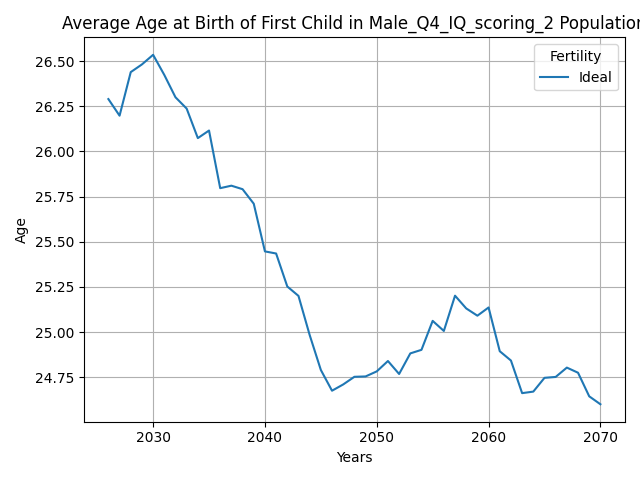 Average Age at Birth of First Child in Male_Q4_IQ_scoring_2 Population
Fertility
Ideal
26.50
26.25
26.00
25.75
25.50
25.25
25.00
24.75
Age
2030 2040 2050 2060 2070
Years